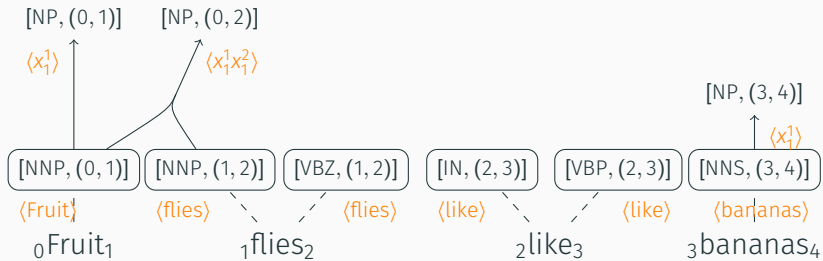 [NP, (0, 1)] [NP, (0, 2)]
⟨x₁¹⟩ ⟨x₁¹x₁²⟩
[NP, (3, 4)]
⟨x₁¹⟩
[NNP, (0, 1)] [NNP, (1, 2)] [VBZ, (1, 2)] [IN, (2, 3)] [VBP, (2, 3)] [NNS, (3, 4)]
⟨Fruit⟩ ⟨flies⟩ ⟨flies⟩ ⟨like⟩ ⟨like⟩ ⟨bananas⟩
₀Fruit₁ ₁flies₂ ₂like₃ ₃bananas₄